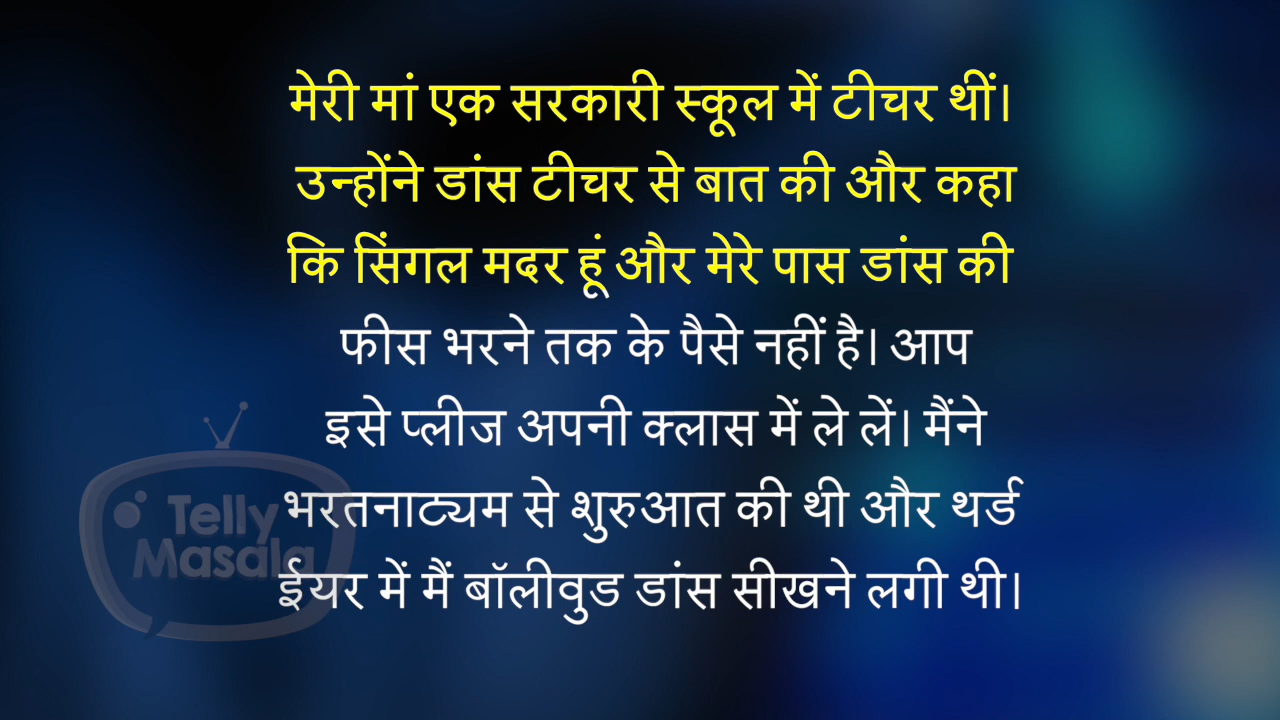 मेरी मां एक सरकारी स्कूल में टीचर थीं।
उन्होंने डांस टीचर से बात की और कहा
कि सिंगल मदर हूं और मेरे पास डांस की
फीस भरने तक के पैसे नहीं है। आप
इसे प्लीज अपनी क्लास में ले लें। मैंने
भरतनाट्यम से शुरुआत की थी और थर्ड
ईयर में मैं बॉलीवुड डांस सीखने लगी थी।
Telly
Masala